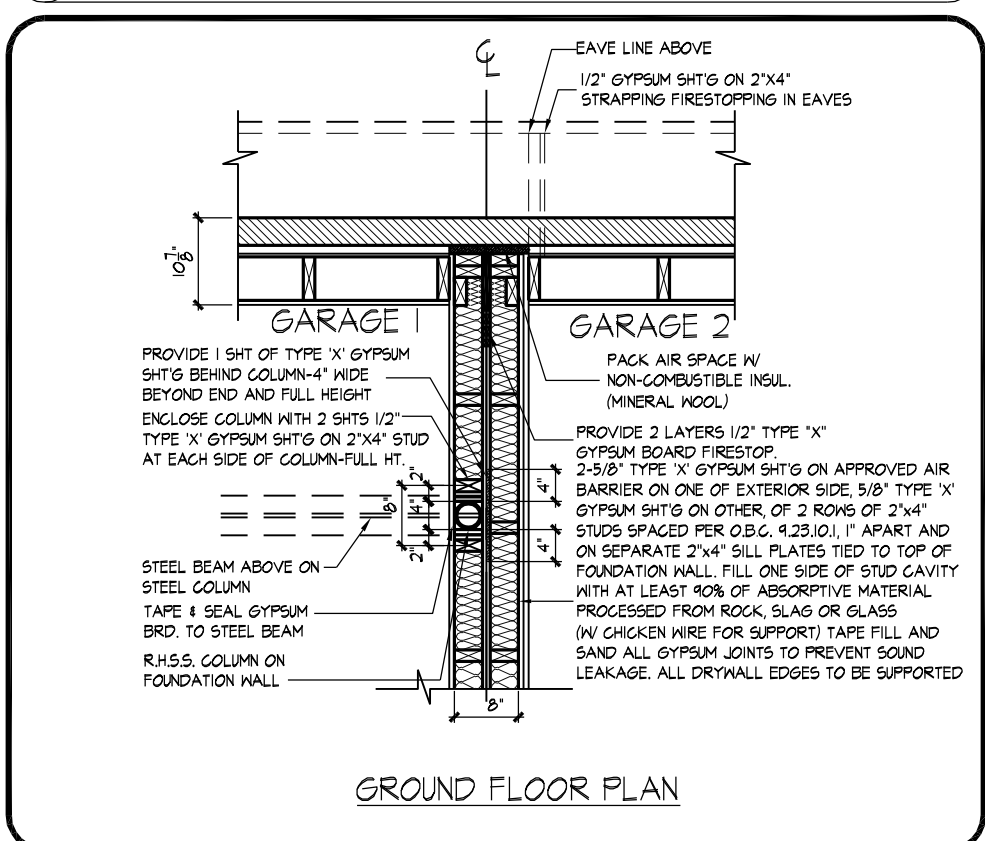 ℄
EAVE LINE ABOVE
1/2" GYPSUM SHT'G ON 2"X4"
STRAPPING FIRESTOPPING IN EAVES
10 7/8"
GARAGE 1
GARAGE 2
PROVIDE 1 SHT OF TYPE 'X' GYPSUM
SHT'G BEHIND COLUMN-4" WIDE
BEYOND END AND FULL HEIGHT
ENCLOSE COLUMN WITH 2 SHTS 1/2"
TYPE 'X' GYPSUM SHT'G ON 2"X4" STUD
AT EACH SIDE OF COLUMN-FULL HT.
PACK AIR SPACE W/
NON-COMBUSTIBLE INSUL.
(MINERAL WOOL)
PROVIDE 2 LAYERS 1/2" TYPE "X"
GYPSUM BOARD FIRESTOP.
2-5/8" TYPE 'X' GYPSUM SHT'G ON APPROVED AIR
BARRIER ON ONE OF EXTERIOR SIDE, 5/8" TYPE 'X'
GYPSUM SHT'G ON OTHER, OF 2 ROWS OF 2"x4"
STUDS SPACED PER O.B.C. 9.23.10.1, 1" APART AND
ON SEPARATE 2"x4" SILL PLATES TIED TO TOP OF
FOUNDATION WALL. FILL ONE SIDE OF STUD CAVITY
WITH AT LEAST 90% OF ABSORPTIVE MATERIAL
PROCESSED FROM ROCK, SLAG OR GLASS
(W/ CHICKEN WIRE FOR SUPPORT) TAPE FILL AND
SAND ALL GYPSUM JOINTS TO PREVENT SOUND
LEAKAGE. ALL DRYWALL EDGES TO BE SUPPORTED
8"
2"
4"
2"
4"
4"
STEEL BEAM ABOVE ON
STEEL COLUMN
TAPE & SEAL GYPSUM
BRD. TO STEEL BEAM
R.H.S.S. COLUMN ON
FOUNDATION WALL
8"
GROUND FLOOR PLAN